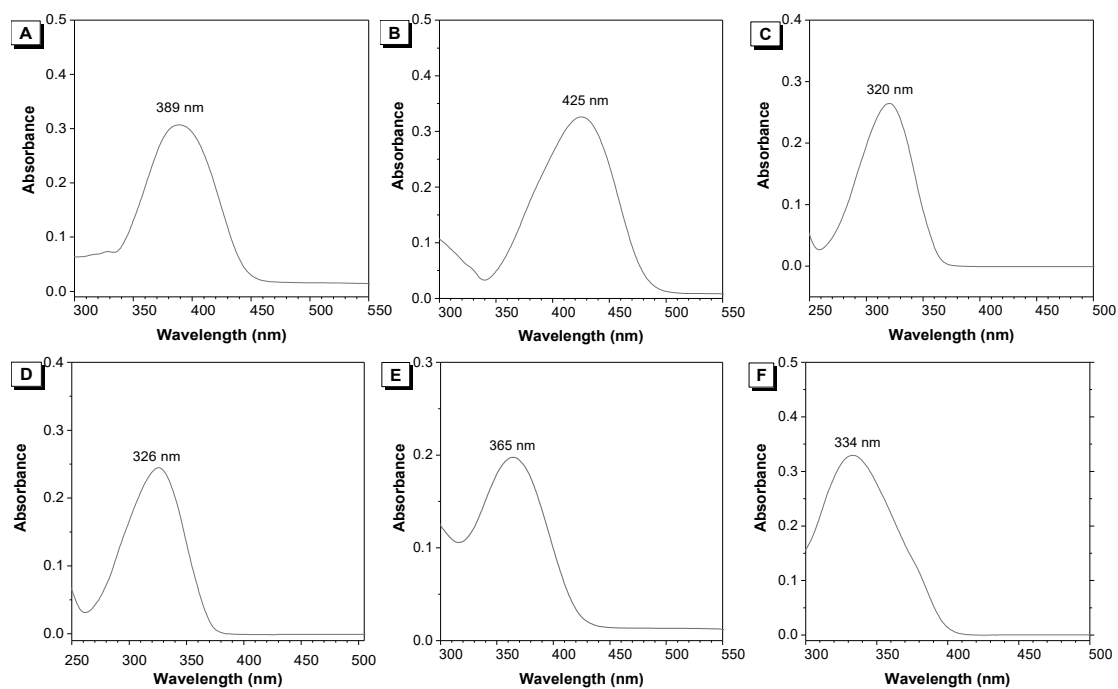 A
0.5
0.4
0.3
0.2
0.1
0.0
Absorbance
389 nm
300 350 400 450 500 550
Wavelength (nm)
B
0.5
0.4
0.3
0.2
0.1
0.0
Absorbance
425 nm
300 350 400 450 500 550
Wavelength (nm)
C
0.4
0.3
0.2
0.1
0.0
Absorbance
320 nm
250 300 350 400 450 500
Wavelength (nm)
D
0.4
0.3
0.2
0.1
0.0
Absorbance
326 nm
250 300 350 400 450 500
Wavelength (nm)
E
0.3
0.2
0.1
0.0
Absorbance
365 nm
300 350 400 450 500 550
Wavelength (nm)
F
0.5
0.4
0.3
0.2
0.1
0.0
Absorbance
334 nm
300 350 400 450 500
Wavelength (nm)